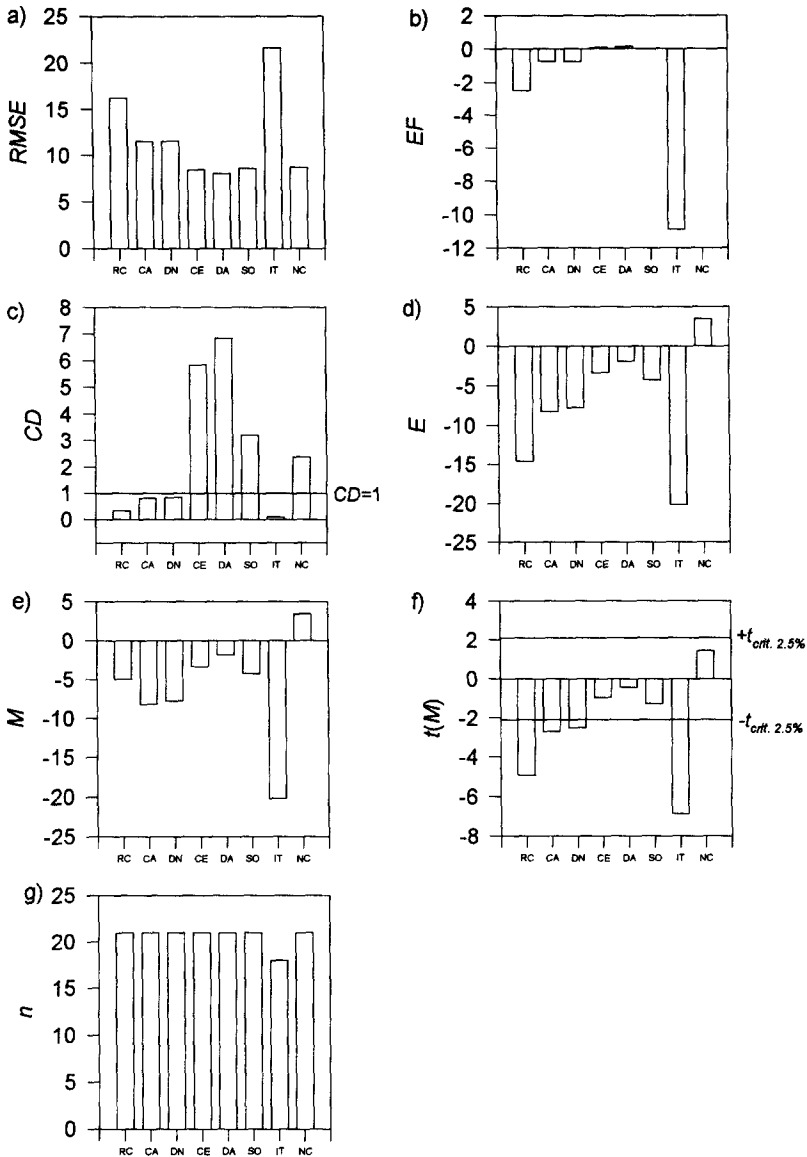 a)
RMSE
25
20
15
10
5
0
RC CA DN CE DA SO IT NC
b)
EF
2
0
-2
-4
-6
-8
-10
-12
RC CA DN CE DA SO IT NC
c)
CD
8
7
6
5
4
3
2
1
0
CD=1
RC CA DN CE DA SO IT NC
d)
E
5
0
-5
-10
-15
-20
-25
RC CA DN CE DA SO IT NC
e)
M
5
0
-5
-10
-15
-20
-25
RC CA DN CE DA SO IT NC
f)
t(M)
4
2
0
-2
-4
-6
-8
+tcrit. 2.5%
-tcrit. 2.5%
RC CA DN CE DA SO IT NC
g)
n
25
20
15
10
5
0
RC CA DN CE DA SO IT NC